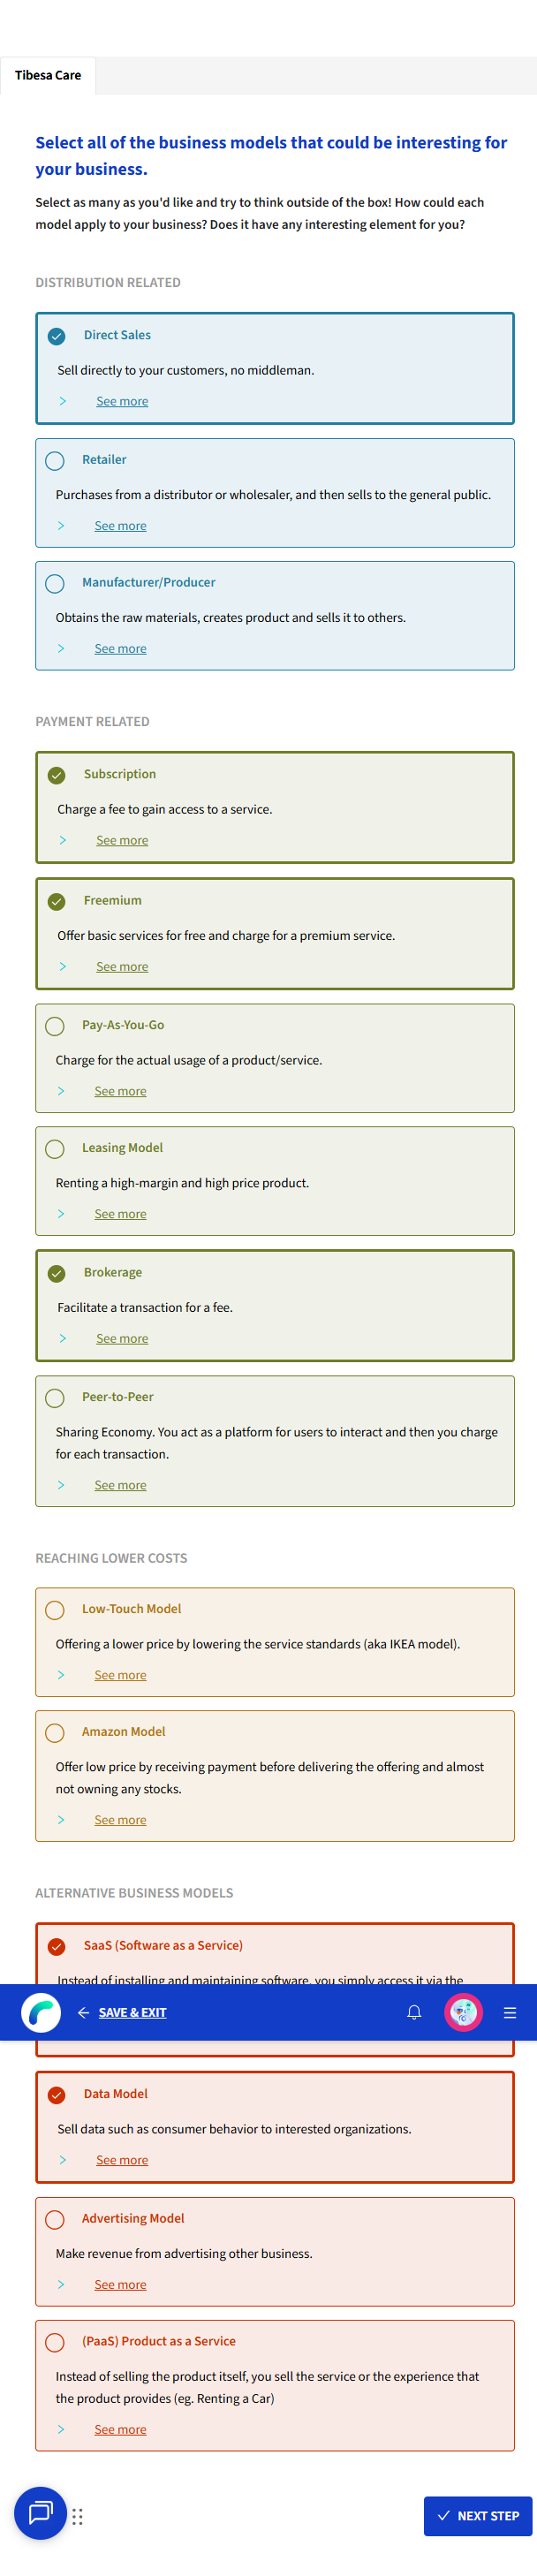 Tibesa Care
Select all of the business models that could be interesting for
your business.
Select as many as you'd like and try to think outside of the box! How could each
model apply to your business? Does it have any interesting element for you?
DISTRIBUTION RELATED
Direct Sales
Sell directly to your customers, no middleman.
See more
Retailer
Purchases from a distributor or wholesaler, and then sells to the general public.
See more
Manufacturer/Producer
Obtains the raw materials, creates product and sells it to others.
See more
PAYMENT RELATED
Subscription
Charge a fee to gain access to a service.
See more
Freemium
Offer basic services for free and charge for a premium service.
See more
Pay-As-You-Go
Charge for the actual usage of a product/service.
See more
Leasing Model
Renting a high-margin and high price product.
See more
Brokerage
Facilitate a transaction for a fee.
See more
Peer-to-Peer
Sharing Economy. You act as a platform for users to interact and then you charge
for each transaction.
See more
REACHING LOWER COSTS
Low-Touch Model
Offering a lower price by lowering the service standards (aka IKEA model).
See more
Amazon Model
Offer low price by receiving payment before delivering the offering and almost
not owning any stocks.
See more
ALTERNATIVE BUSINESS MODELS
SaaS (Software as a Service)
Instead of installing and maintaining software, you simply access it via the
SAVE & EXIT
Data Model
Sell data such as consumer behavior to interested organizations.
See more
Advertising Model
Make revenue from advertising other business.
See more
(PaaS) Product as a Service
Instead of selling the product itself, you sell the service or the experience that
the product provides (eg. Renting a Car)
See more
NEXT STEP